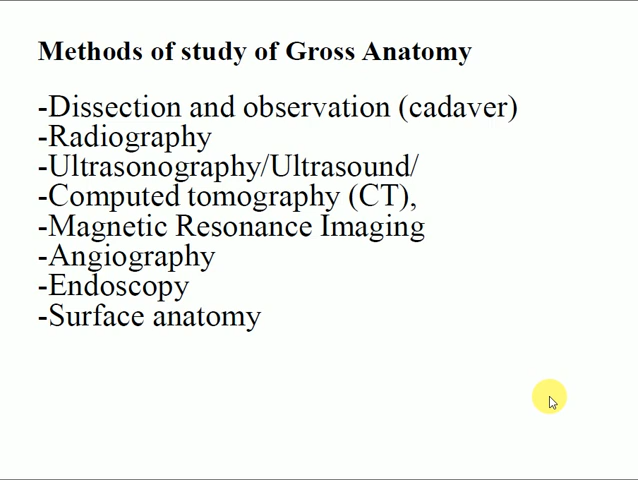 Methods of study of Gross Anatomy
-Dissection and observation (cadaver)
-Radiography
-Ultrasonography/Ultrasound/
-Computed tomography (CT),
-Magnetic Resonance Imaging
-Angiography
-Endoscopy
-Surface anatomy